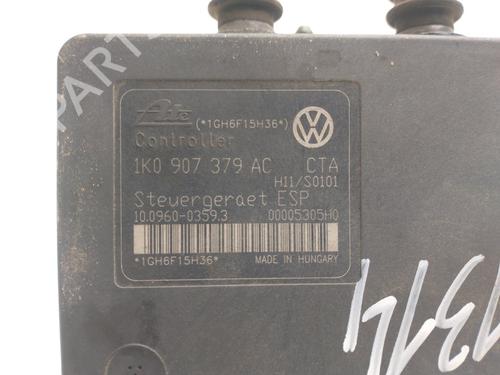 Ate (*1GH6F15H36*)
Controller
1K0 907 379 AC CTA
H11/S0101
Steuergeraet ESP
10.0960-0359.3 00005305H0
*1GH6F15H36* MADE IN HUNGARY